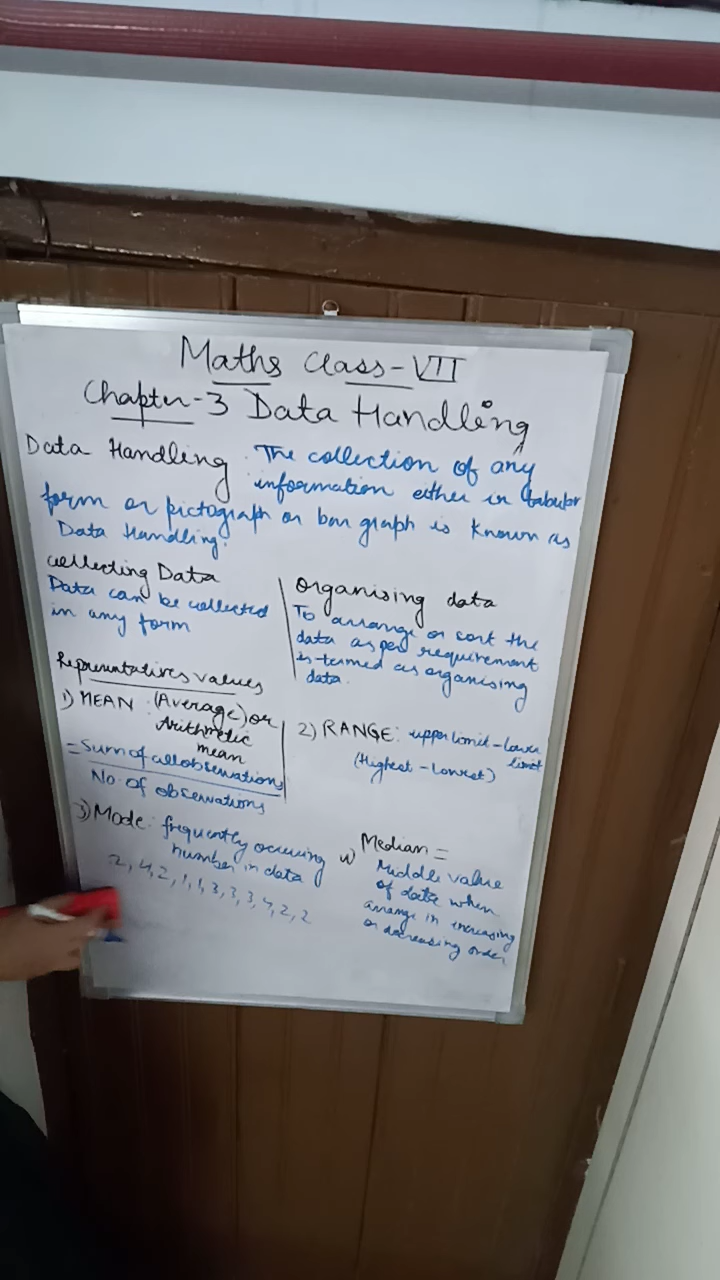 Maths Class-VII
Chapter-3 Data Handling
Data Handling. The collection of any
information either in tabular
form or pictograph or bar graph is known as
Data Handling.
collecting Data
Data can be collected
in any form
organising data
To arrange or sort the
data as per requirement
is termed as organising
data.
Representatives values
1) MEAN: (Average) or
Arithmetic
mean
= Sum of all observations
No. of observations
2) RANGE: upper limit - lower
limit
(Highest - Lowest)
3) Mode: frequently occuring
number in data
2, 4, 2, 1, 1, 3, 3, 3, 4, 2, 2
Median =
Middle value
of data when
arrange in increasing
or decreasing order